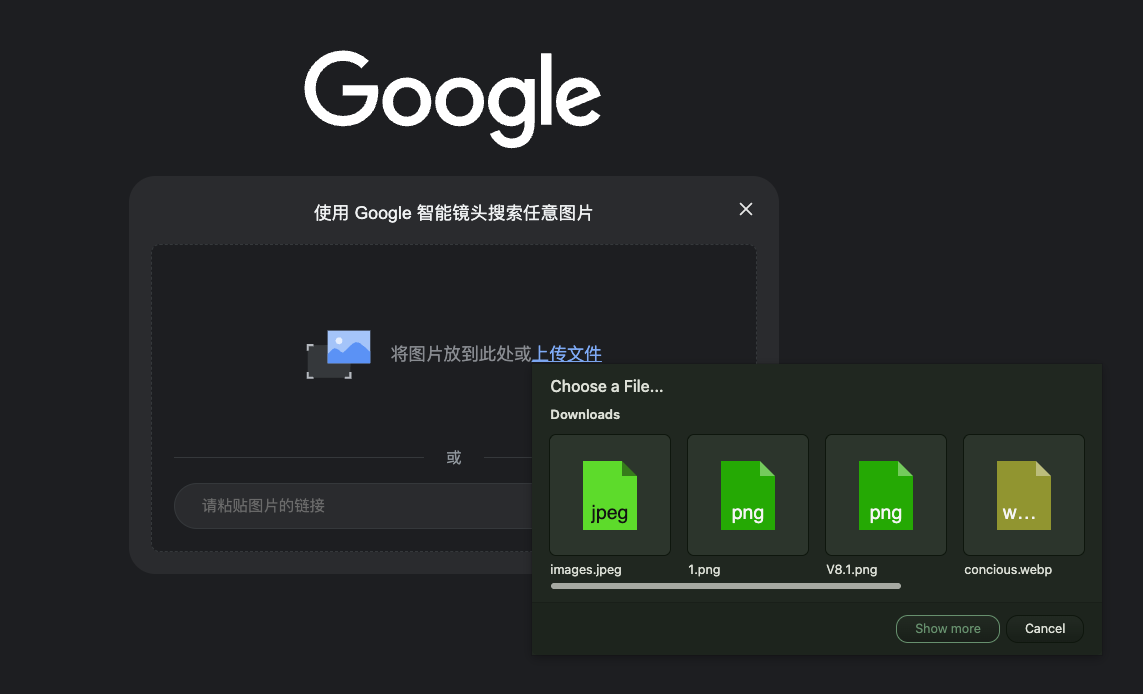 Google
使用 Google 智能镜头搜索任意图片
将图片放到此处或上传文件
或
请粘贴图片的链接
Choose a File...
Downloads
jpeg
png
png
w...
images.jpeg
1.png
V8.1.png
concious.webp
Show more
Cancel